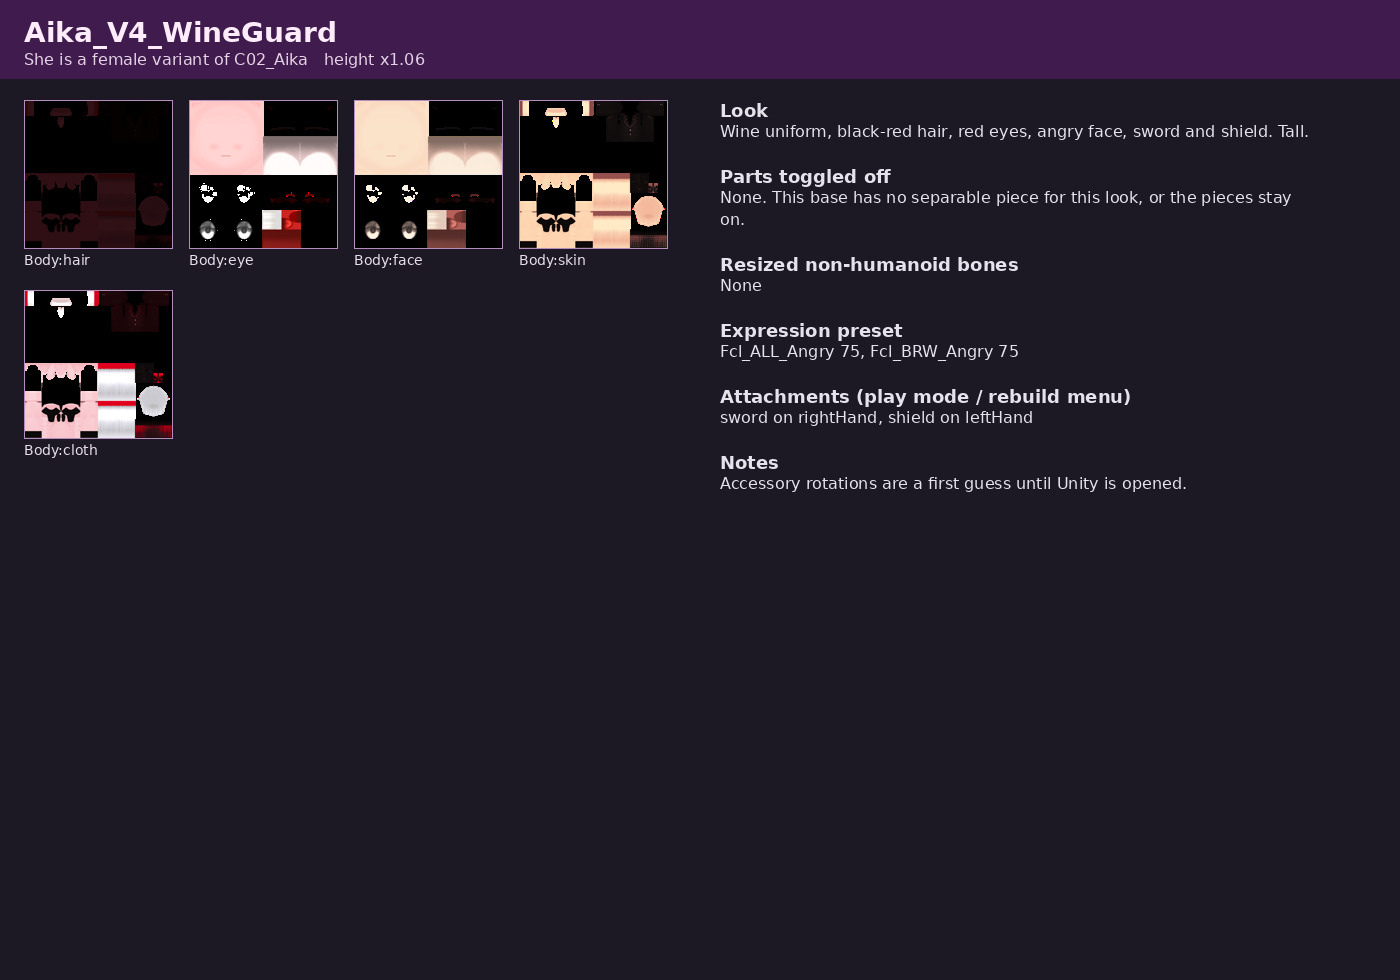 Aika_V4_WineGuard
She is a female variant of C02_Aika   height x1.06
Body:hair
Body:eye
Body:face
Body:skin
Body:cloth
Look
Wine uniform, black-red hair, red eyes, angry face, sword and shield. Tall.
Parts toggled off
None. This base has no separable piece for this look, or the pieces stay
on.
Resized non-humanoid bones
None
Expression preset
Fcl_ALL_Angry 75, Fcl_BRW_Angry 75
Attachments (play mode / rebuild menu)
sword on rightHand, shield on leftHand
Notes
Accessory rotations are a first guess until Unity is opened.